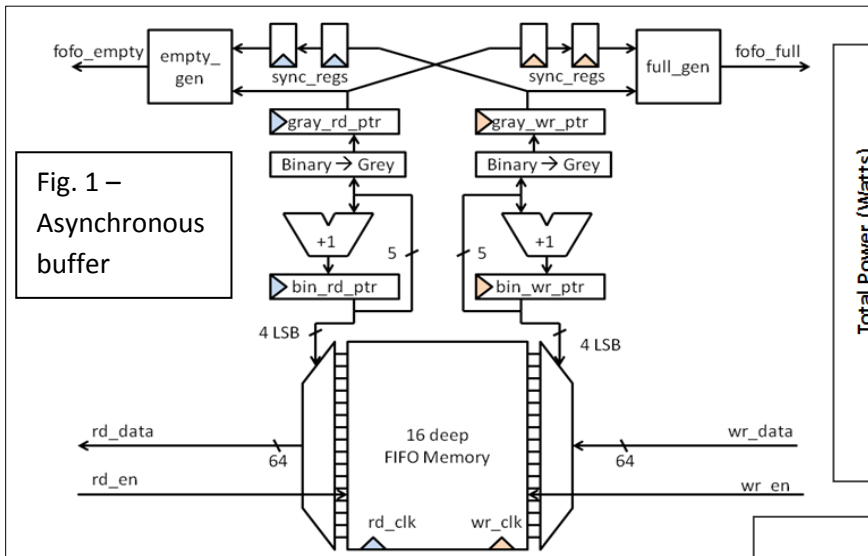 fofo_empty
empty_
gen
sync_regs
sync_regs
full_gen
fofo_full
gray_rd_ptr
gray_wr_ptr
Binary → Grey
Binary → Grey
Fig. 1 –
Asynchronous
buffer
+1
5
5
+1
bin_rd_ptr
bin_wr_ptr
4 LSB
4 LSB
rd_data
64
16 deep
FIFO Memory
64
wr_data
rd_en
wr_en
rd_clk
wr_clk
Total Power (Watts)